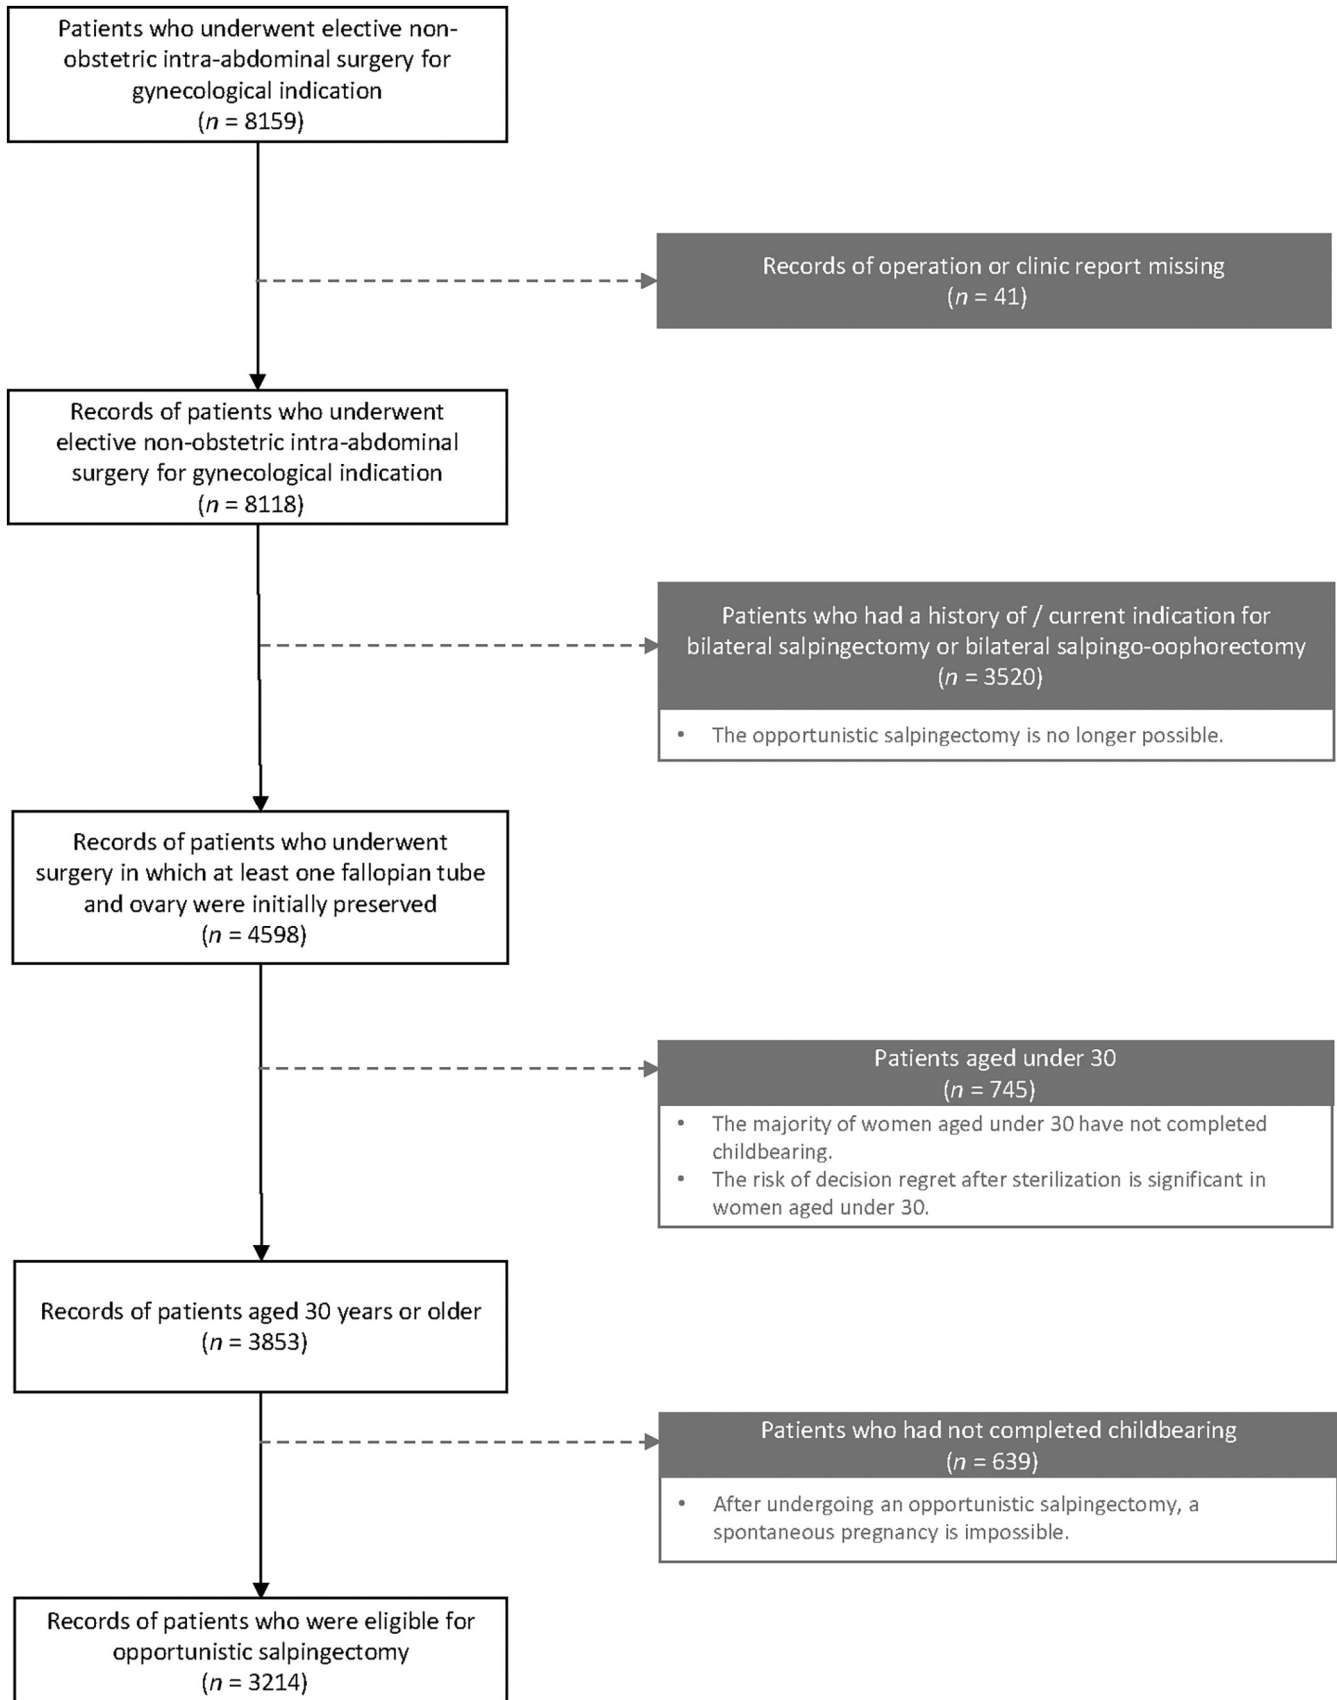 Patients who underwent elective non-
obstetric intra-abdominal surgery for
gynecological indication
(n = 8159)
Records of operation or clinic report missing
(n = 41)
Records of patients who underwent
elective non-obstetric intra-abdominal
surgery for gynecological indication
(n = 8118)
Patients who had a history of / current indication for
bilateral salpingectomy or bilateral salpingo-oophorectomy
(n = 3520)
• The opportunistic salpingectomy is no longer possible.
Records of patients who underwent
surgery in which at least one fallopian tube
and ovary were initially preserved
(n = 4598)
Patients aged under 30
(n = 745)
• The majority of women aged under 30 have not completed
childbearing.
• The risk of decision regret after sterilization is significant in
women aged under 30.
Records of patients aged 30 years or older
(n = 3853)
Patients who had not completed childbearing
(n = 639)
• After undergoing an opportunistic salpingectomy, a
spontaneous pregnancy is impossible.
Records of patients who were eligible for
opportunistic salpingectomy
(n = 3214)